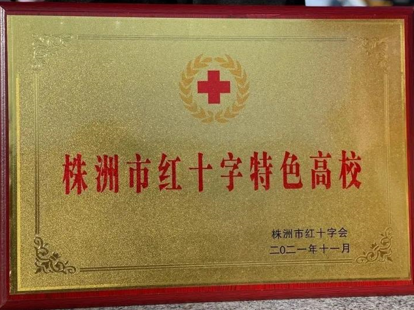 株洲市红十字特色高校
株洲市红十字会
二〇二一年十一月